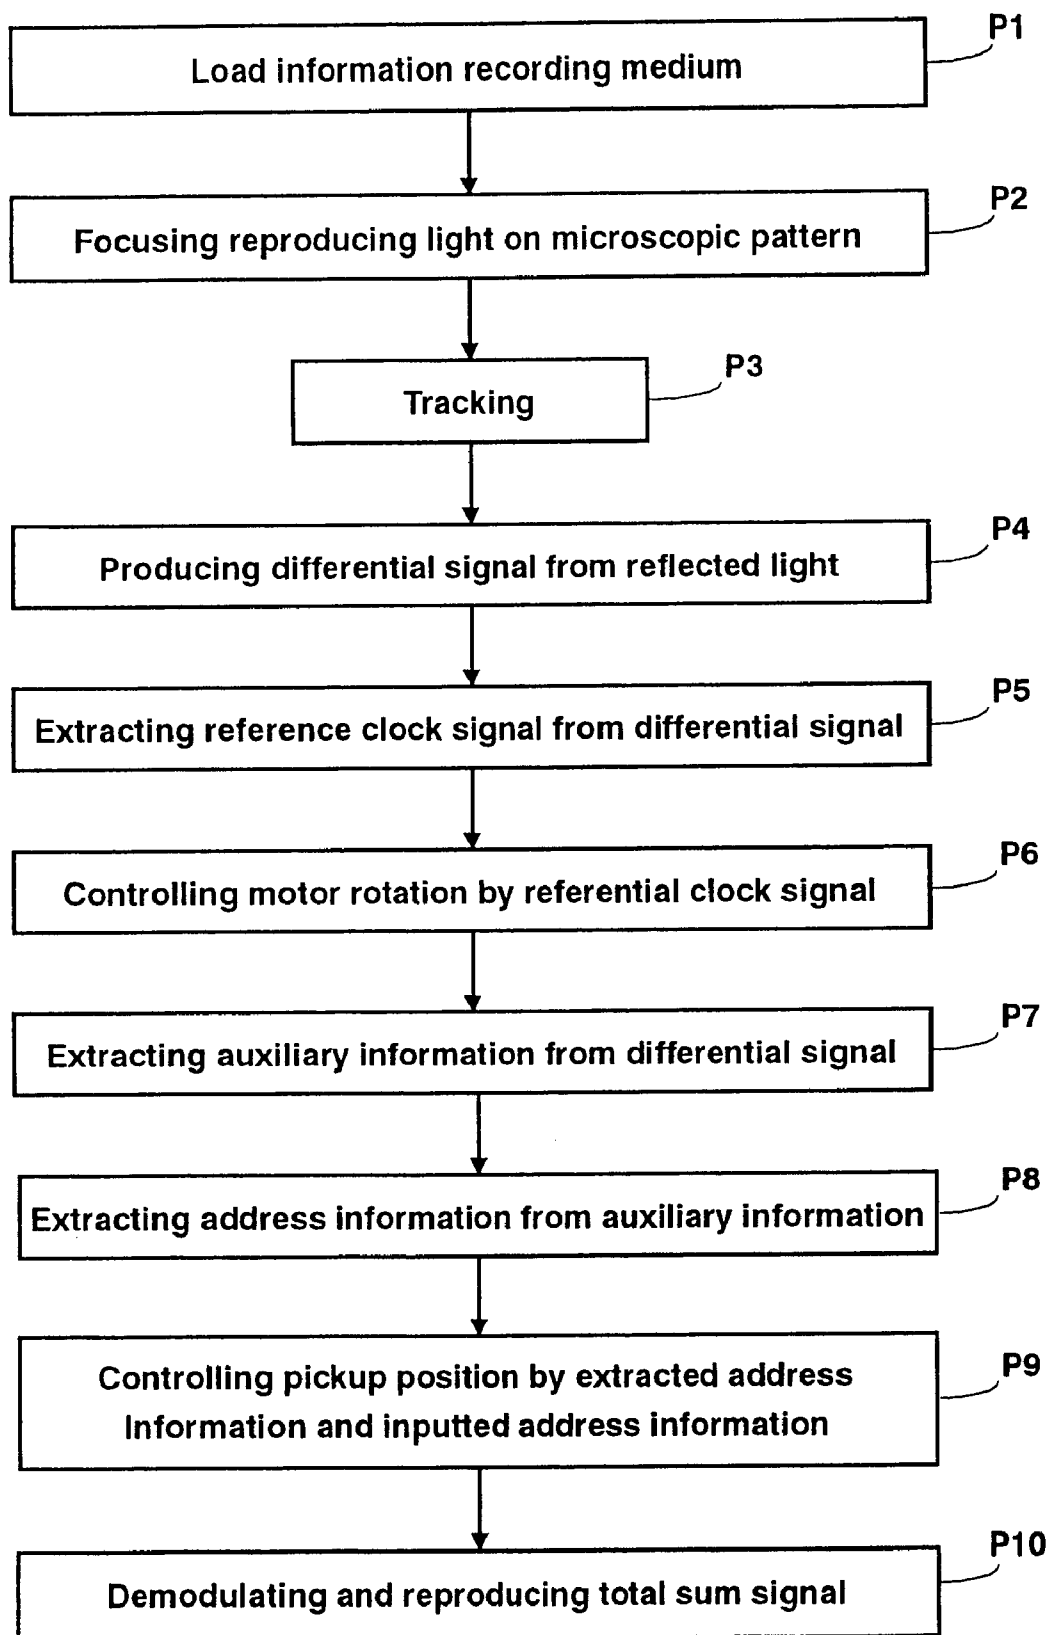 P1
Load information recording medium
P2
Focusing reproducing light on microscopic pattern
P3
Tracking
P4
Producing differential signal from reflected light
P5
Extracting reference clock signal from differential signal
P6
Controlling motor rotation by referential clock signal
P7
Extracting auxiliary information from differential signal
P8
Extracting address information from auxiliary information
P9
Controlling pickup position by extracted address
Information and inputted address information
P10
Demodulating and reproducing total sum signal